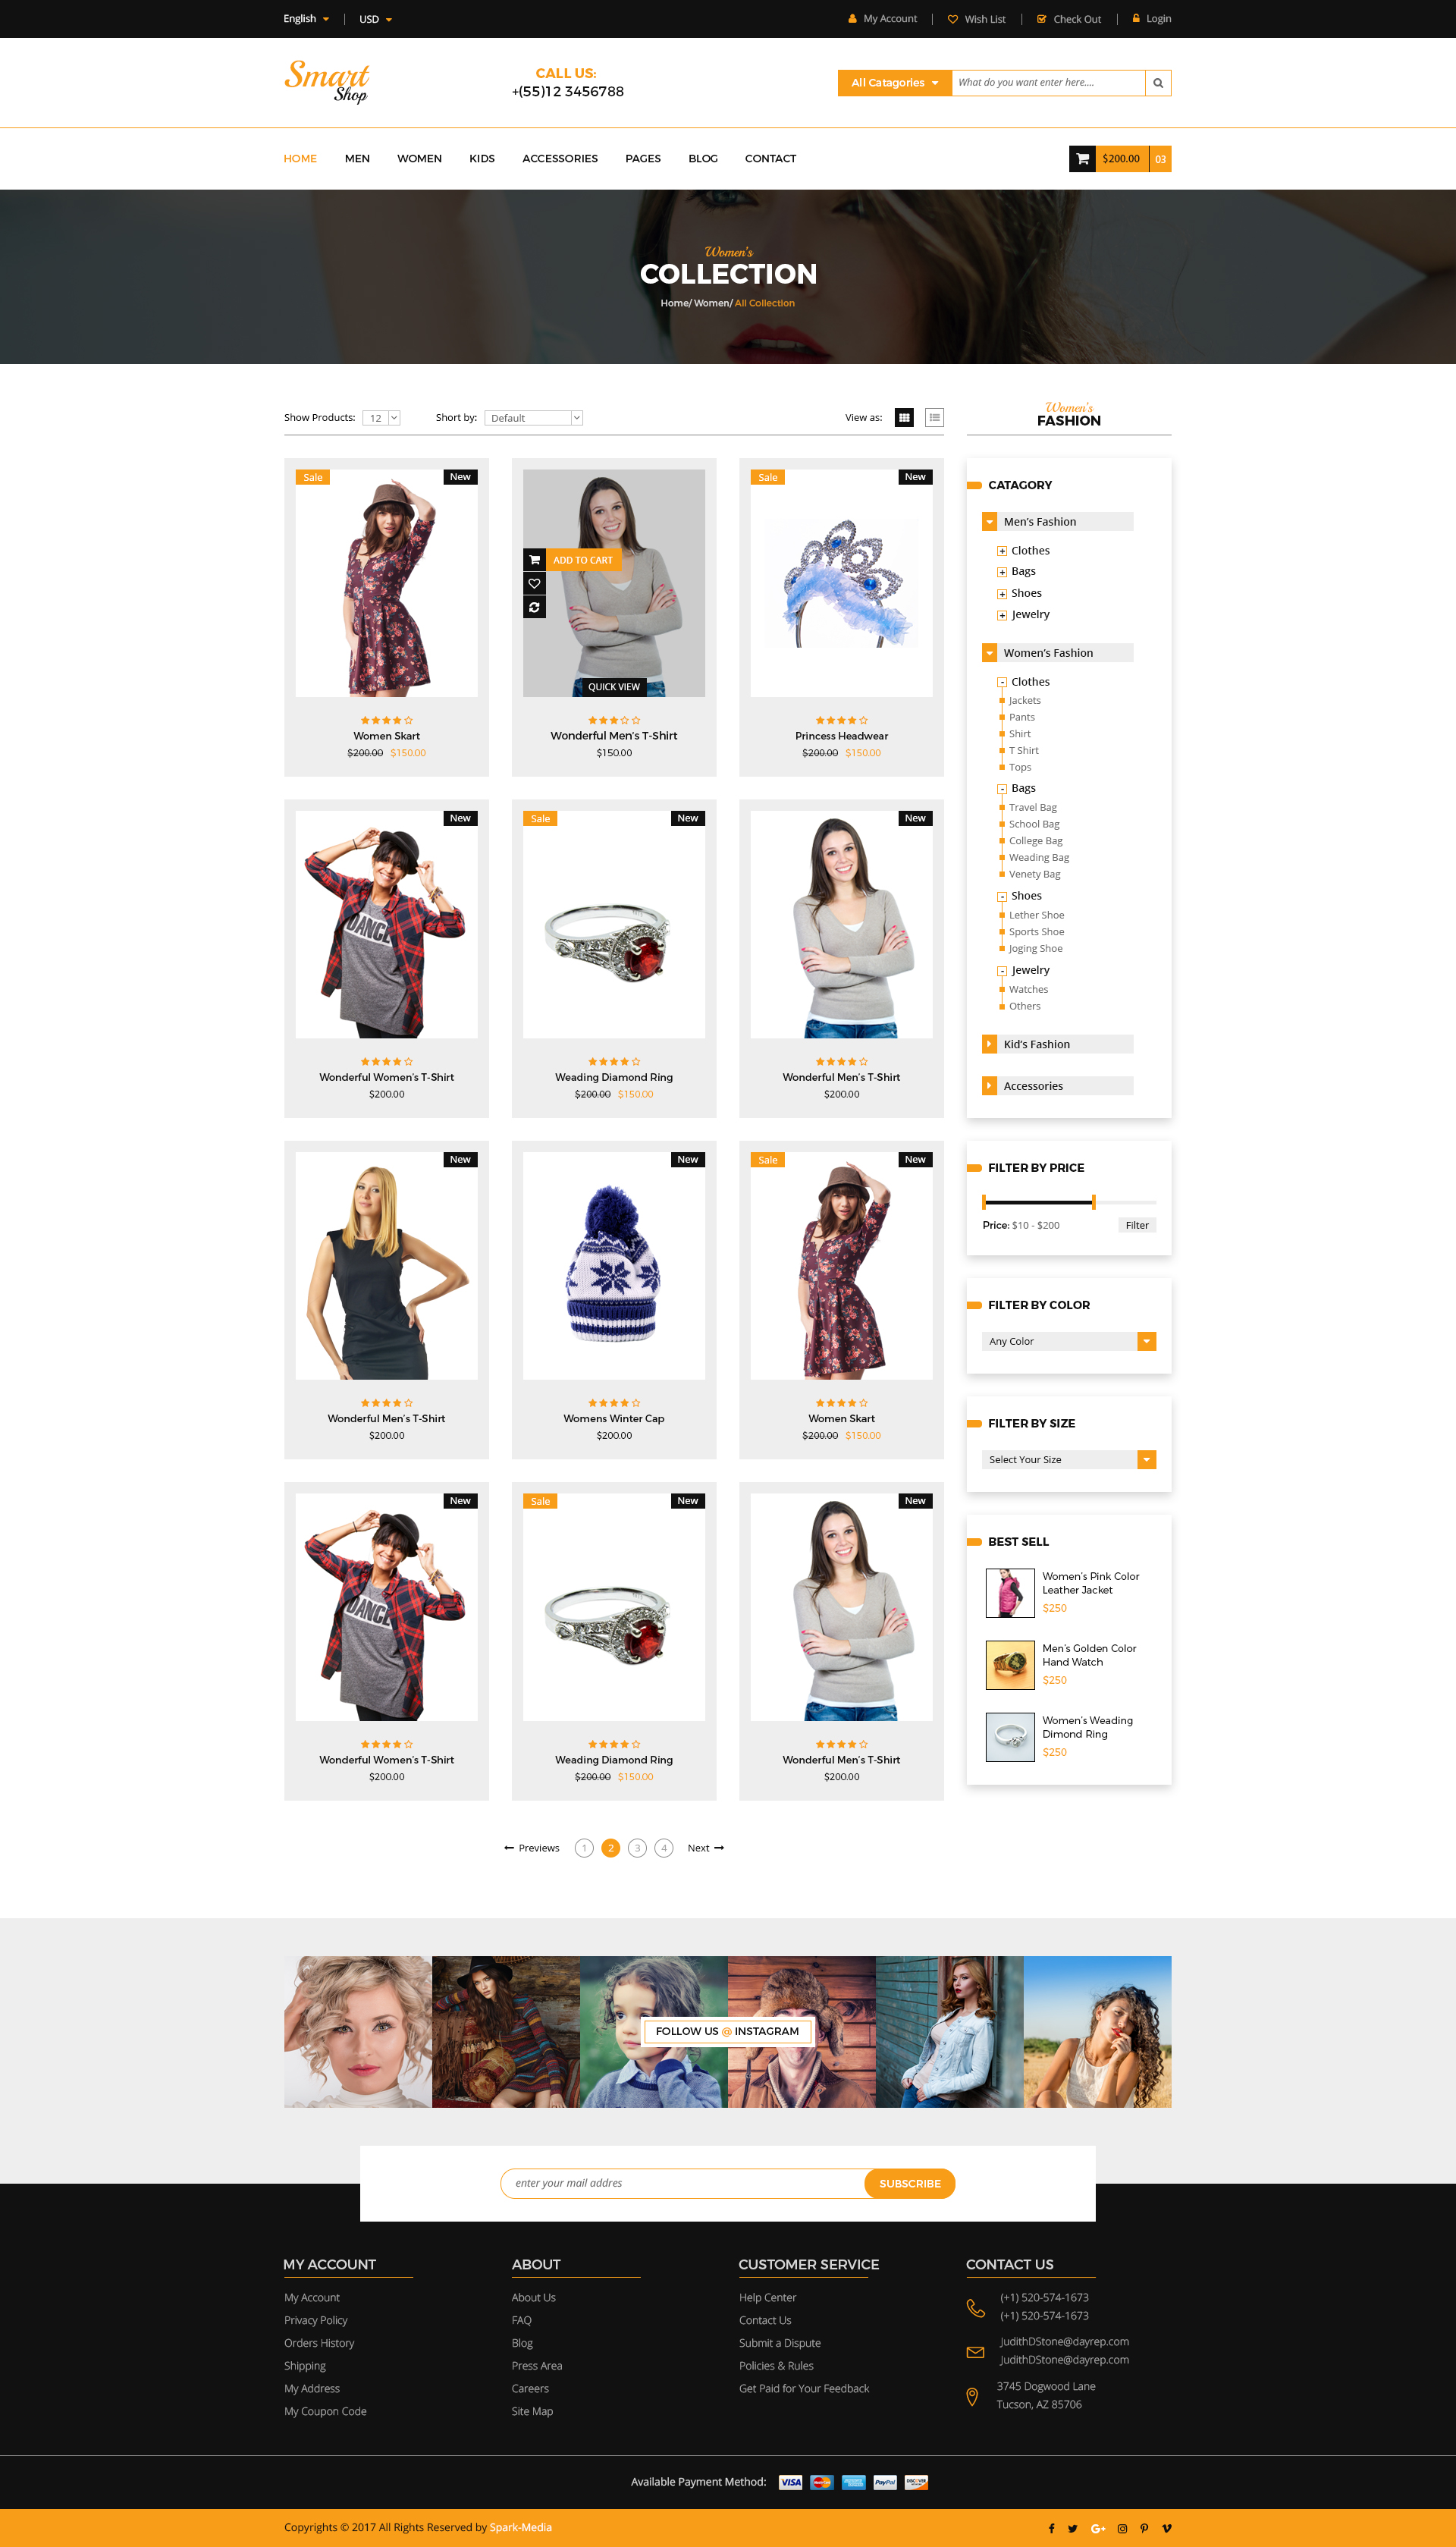 English
USD
My Account
Wish List
Check Out
Login
Smart
Shop
CALL US:
+(55)12 3456788
All Catagories
What do you want enter here....
HOME
MEN
WOMEN
KIDS
ACCESSORIES
PAGES
BLOG
CONTACT
$200.00
03
Women's
COLLECTION
Home/ Women/ All Collection
Show Products:
12
Short by:
Default
View as:
Sale
New
Women Skart
$200.00 $150.00
ADD TO CART
QUICK VIEW
Wonderful Men's T-Shirt
$150.00
Sale
New
Princess Headwear
$200.00 $150.00
New
DANCE
Wonderful Women's T-Shirt
$200.00
Sale
New
Weading Diamond Ring
$200.00 $150.00
New
Wonderful Men's T-Shirt
$200.00
New
Wonderful Men's T-Shirt
$200.00
New
Womens Winter Cap
$200.00
Sale
New
Women Skart
$200.00 $150.00
New
DANCE
Wonderful Women's T-Shirt
$200.00
Sale
New
Weading Diamond Ring
$200.00 $150.00
New
Wonderful Men's T-Shirt
$200.00
Previews
1
2
3
4
Next
Women's
FASHION
CATAGORY
Men's Fashion
+ Clothes
+ Bags
+ Shoes
+ Jewelry
Women's Fashion
- Clothes
Jackets
Pants
Shirt
T Shirt
Tops
- Bags
Travel Bag
School Bag
College Bag
Weading Bag
Venety Bag
- Shoes
Lether Shoe
Sports Shoe
Joging Shoe
- Jewelry
Watches
Others
Kid's Fashion
Accessories
FILTER BY PRICE
Price: $10 - $200
Filter
FILTER BY COLOR
Any Color
FILTER BY SIZE
Select Your Size
BEST SELL
Women's Pink Color
Leather Jacket
$250
Men's Golden Color
Hand Watch
$250
Women's Weading
Dimond Ring
$250
FOLLOW US @ INSTAGRAM
enter your mail addres
SUBSCRIBE
MY ACCOUNT
My Account
Privacy Policy
Orders History
Shipping
My Address
My Coupon Code
ABOUT
About Us
FAQ
Blog
Press Area
Careers
Site Map
CUSTOMER SERVICE
Help Center
Contact Us
Submit a Dispute
Policies & Rules
Get Paid for Your Feedback
CONTACT US
(+1) 520-574-1673
(+1) 520-574-1673
JudithDStone@dayrep.com
JudithDStone@dayrep.com
3745 Dogwood Lane
Tucson, AZ 85706
Available Payment Method:
VISA
MasterCard
AMERICAN EXPRESS
PayPal
DISCOVER
Copyrights © 2017 All Rights Reserved by Spark-Media